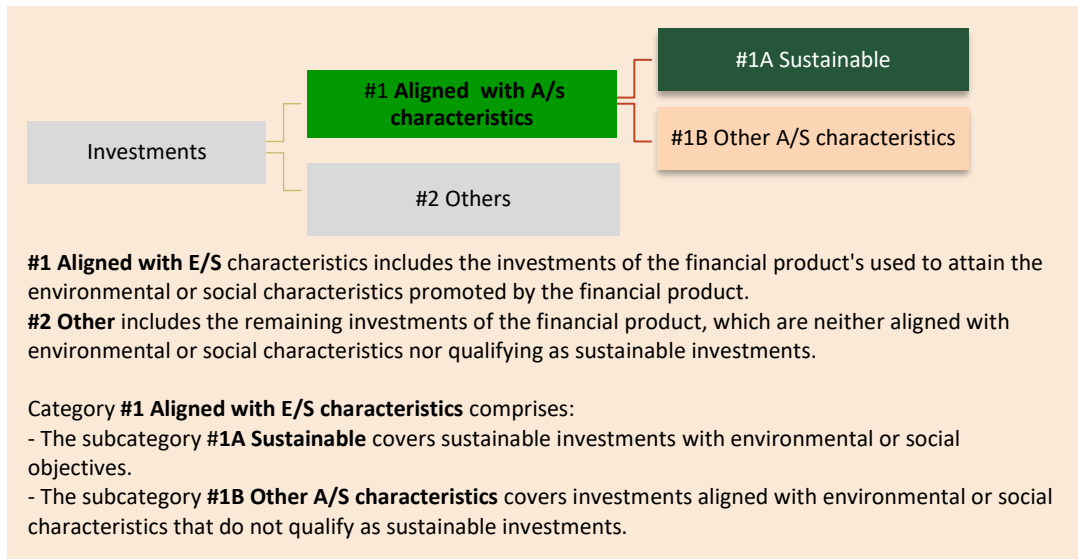 #1A Sustainable
#1 Aligned with A/s
characteristics
#1B Other A/S characteristics
Investments
#2 Others
#1 Aligned with E/S characteristics includes the investments of the financial product's used to attain the
environmental or social characteristics promoted by the financial product.
#2 Other includes the remaining investments of the financial product, which are neither aligned with
environmental or social characteristics nor qualifying as sustainable investments.
Category #1 Aligned with E/S characteristics comprises:
- The subcategory #1A Sustainable covers sustainable investments with environmental or social
objectives.
- The subcategory #1B Other A/S characteristics covers investments aligned with environmental or social
characteristics that do not qualify as sustainable investments.